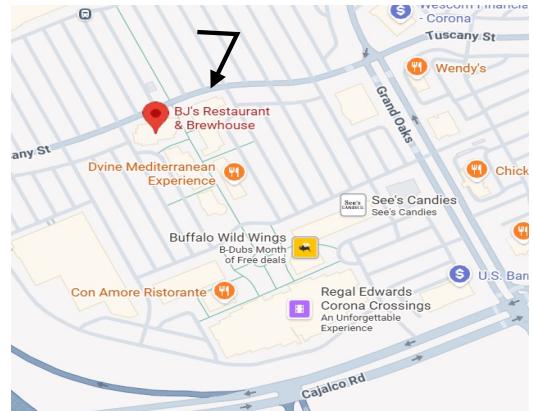 Wescom Financia
- Corona
Tuscany St
Wendy's
Grand Oaks
BJ's Restaurant
& Brewhouse
any St
Dvine Mediterranean
Experience
Chick
See's
CANDIES
See's Candies
See's Candies
Buffalo Wild Wings
B-Dubs Month
of Free deals
U.S. Ban
Con Amore Ristorante
Regal Edwards
Corona Crossings
An Unforgettable
Experience
Cajalco Rd